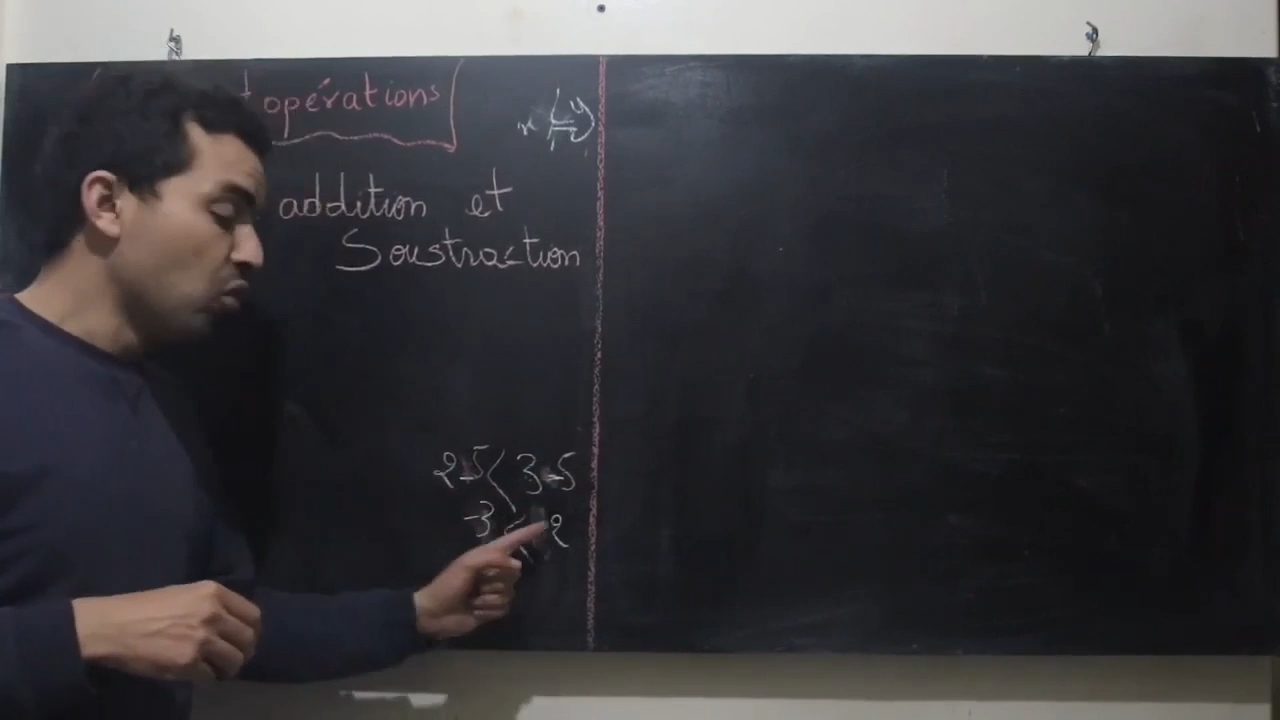 t opérations
addition et
Soustraction
2-5 < 3-5
-3 < -2